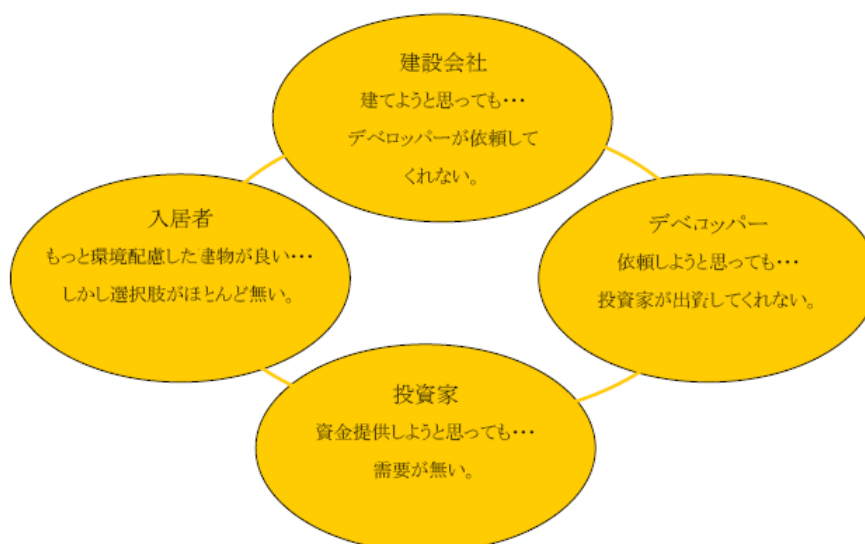 建設会社
建てようと思っても・・・
デベロッパーが依頼して
くれない。
入居者
もっと環境配慮した建物が良い・・・
しかし選択肢がほとんど無い。
デベロッパー
依頼しようと思っても・・・
投資家が出資してくれない。
投資家
資金提供しようと思っても・・・
需要が無い。